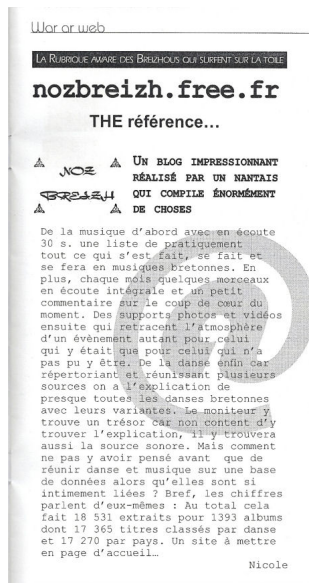 War ar web
LA RUBRIQUE AWARE DES BREIZHOUS QUI SURFENT SUR LA TOILE
nozbreizh.free.fr
THE référence…
NOZ
BREIZH
UN BLOG IMPRESSIONNANT
RÉALISÉ PAR UN NANTAIS
QUI COMPILE ÉNORMÉMENT
DE CHOSES
De la musique d'abord avec en écoute
30 s. une liste de pratiquement
tout ce qui s'est fait, se fait et
se fera en musiques bretonnes. En
plus, chaque mois quelques morceaux
en écoute intégrale et un petit
commentaire sur le coup de cœur du
moment. Des supports photos et vidéos
ensuite qui retracent l'atmosphère
d'un évènement autant pour celui
qui y était que pour celui qui n'a
pas pu y être. De la danse enfin car
répertoriant et réunissant plusieurs
sources on a l'explication de
presque toutes les danses bretonnes
avec leurs variantes. Le moniteur y
trouve un trésor car non content d'y
trouver l'explication, il y trouvera
aussi la source sonore. Mais comment
ne pas y avoir pensé avant que de
réunir danse et musique sur une base
de données alors qu'elles sont si
intimement liées ? Bref, les chiffres
parlent d'eux-mêmes : Au total cela
fait 18 531 extraits pour 1393 albums
dont 17 365 titres classés par danse
et 17 270 par pays. Un site à mettre
en page d'accueil…
Nicole